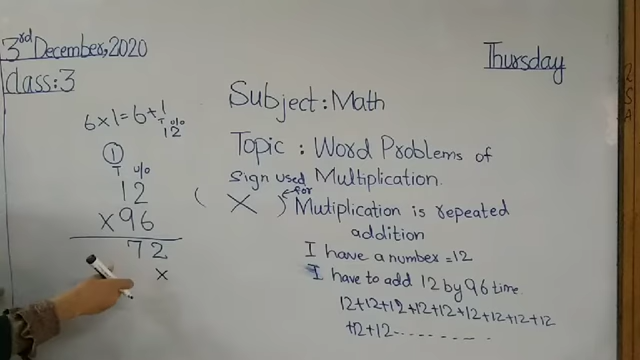 3rd December, 2020
Thursday
Class:3
Subject: Math
Topic: Word Problems of
Multiplication.
sign used for
( × ) Mutiplication is repeated
addition
I have a number = 12
I have to add 12 by 96 time.
12+12+12+12+12+12+12+12+12
+12+12--------
6×1=6+1
T o/o
12
1
T o/o
12
×96
72
×